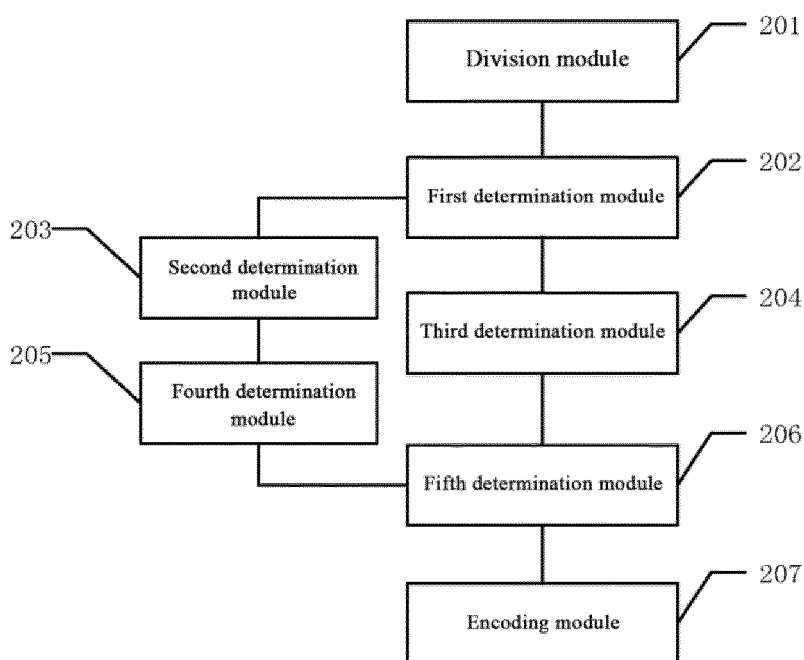 201
Division module
202
First determination module
203
Second determination
module
204
Third determination module
205
Fourth determination
module
206
Fifth determination module
207
Encoding module